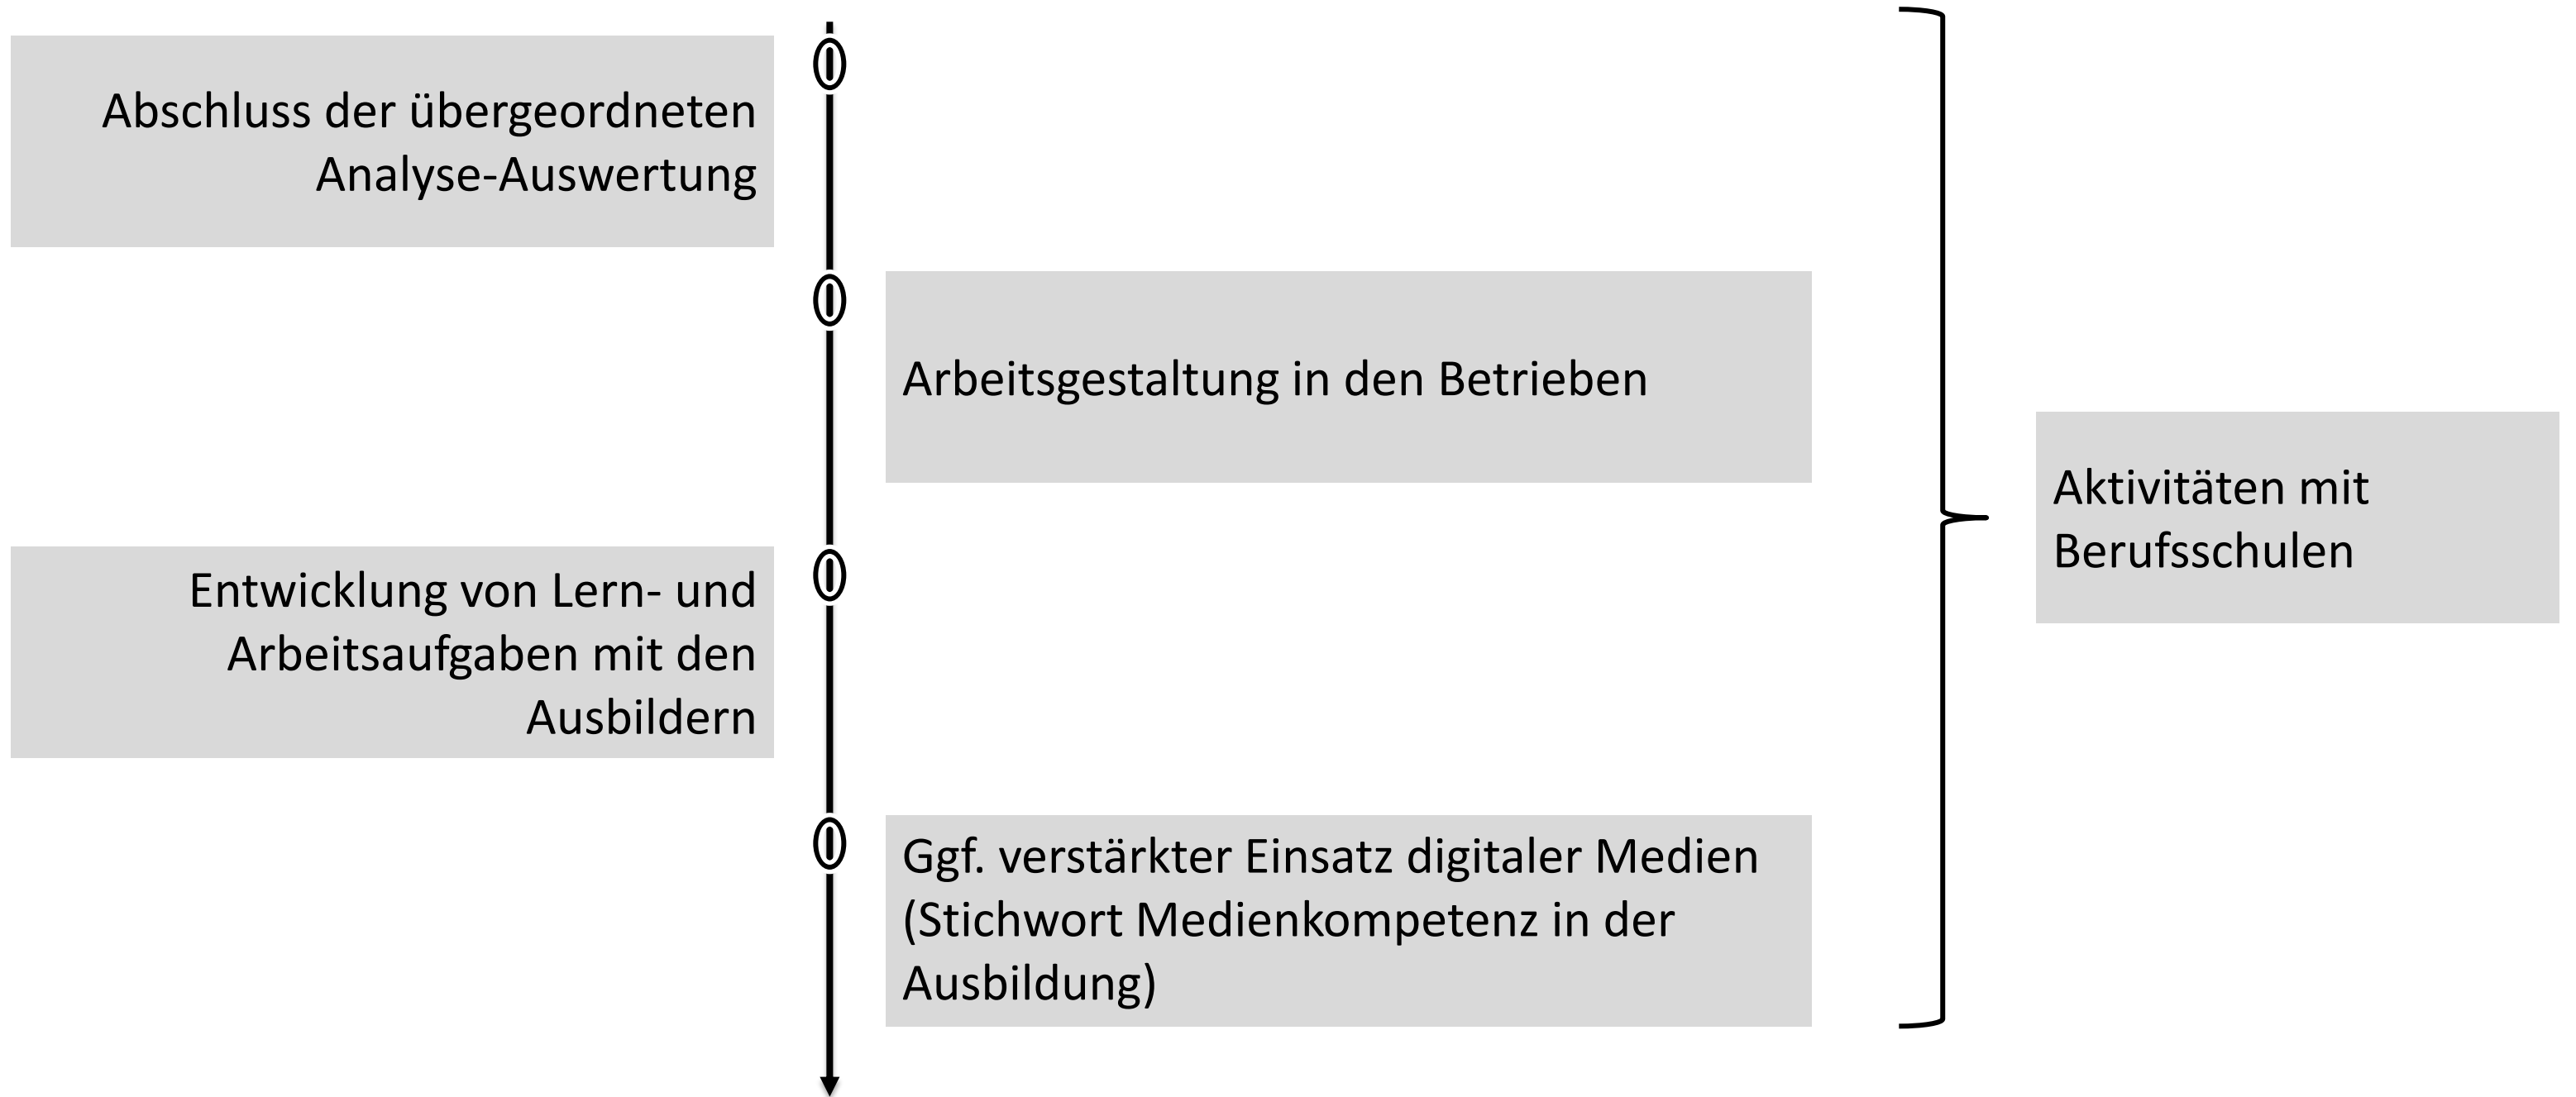 Abschluss der übergeordneten
Analyse-Auswertung
Arbeitsgestaltung in den Betrieben
Entwicklung von Lern- und
Arbeitsaufgaben mit den
Ausbildern
Ggf. verstärkter Einsatz digitaler Medien
(Stichwort Medienkompetenz in der
Ausbildung)
Aktivitäten mit
Berufsschulen